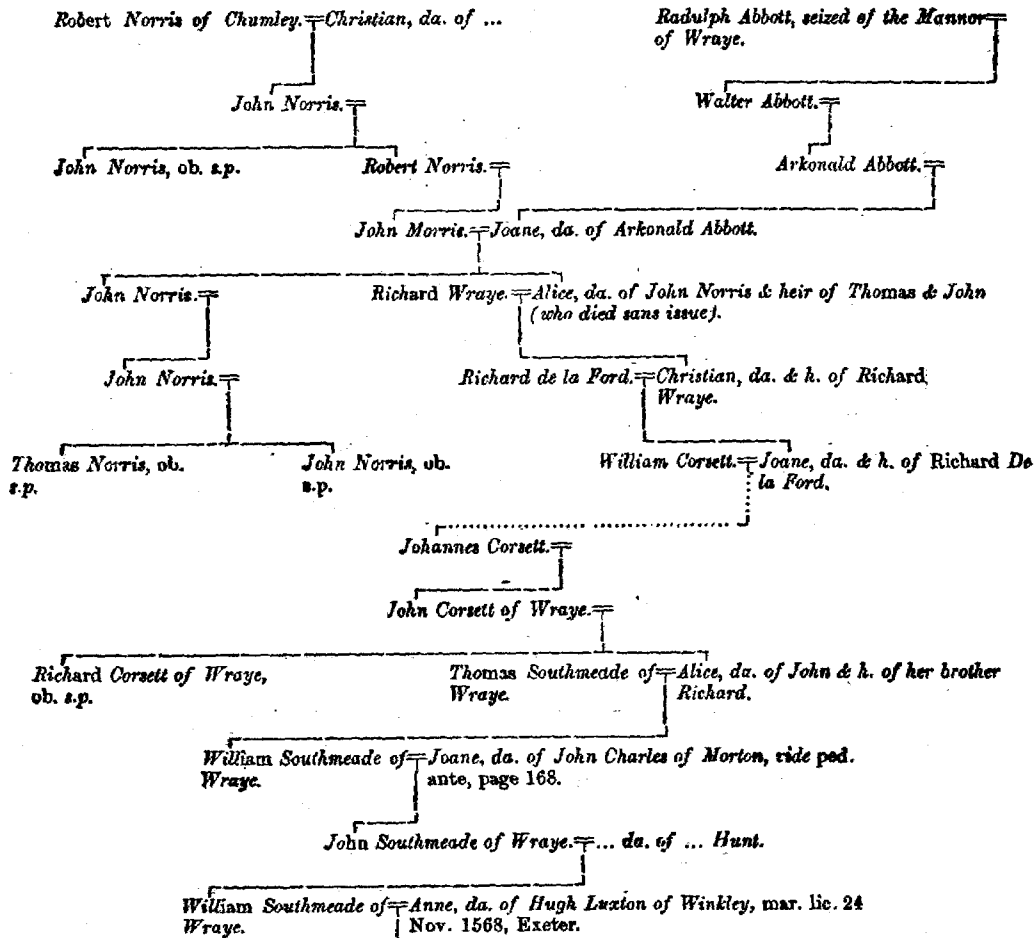 Robert Norris of Chumley.=Christian, da. of ...
Radulph Abbott, seized of the Mannor=
of Wraye.
John Norris.=
Walter Abbott.=
John Norris, ob. s.p.
Robert Norris.=
Arkonald Abbott.=
John Morris.=Joane, da. of Arkonald Abbott.
John Norris.=
Richard Wraye.=Alice, da. of John Norris & heir of Thomas & John
(who died sans issue).
John Norris.=
Richard de la Ford.=Christian, da. & h. of Richard
Wraye.
Thomas Norris, ob.
s.p.
John Norris, ob.
s.p.
William Corsett.=Joane, da. & h. of Richard De
la Ford.
Johannes Corsett.=
John Corsett of Wraye.=
Richard Corsett of Wraye,
ob. s.p.
Thomas Southmeade of=Alice, da. of John & h. of her brother
Wraye. Richard.
William Southmeade of=Joane, da. of John Charles of Morton, vide ped.
Wraye. ante, page 168.
John Southmeade of Wraye.=... da. of ... Hunt.
William Southmeade of=Anne, da. of Hugh Luxton of Winkley, mar. lic. 24
Wraye. Nov. 1568, Exeter.